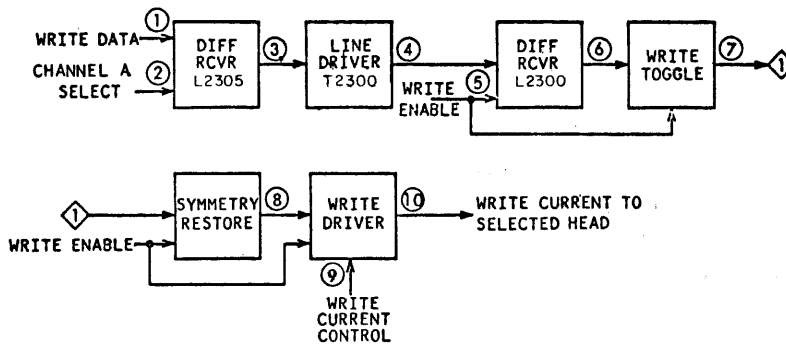 ①
WRITE DATA
②
CHANNEL A
SELECT
DIFF
RCVR
L2305
③
LINE
DRIVER
T2300
④
⑤
WRITE
ENABLE
DIFF
RCVR
L2300
⑥
WRITE
TOGGLE
⑦
1
1
WRITE ENABLE
SYMMETRY
RESTORE
⑧
WRITE
DRIVER
⑨
WRITE
CURRENT
CONTROL
⑩
WRITE CURRENT TO
SELECTED HEAD